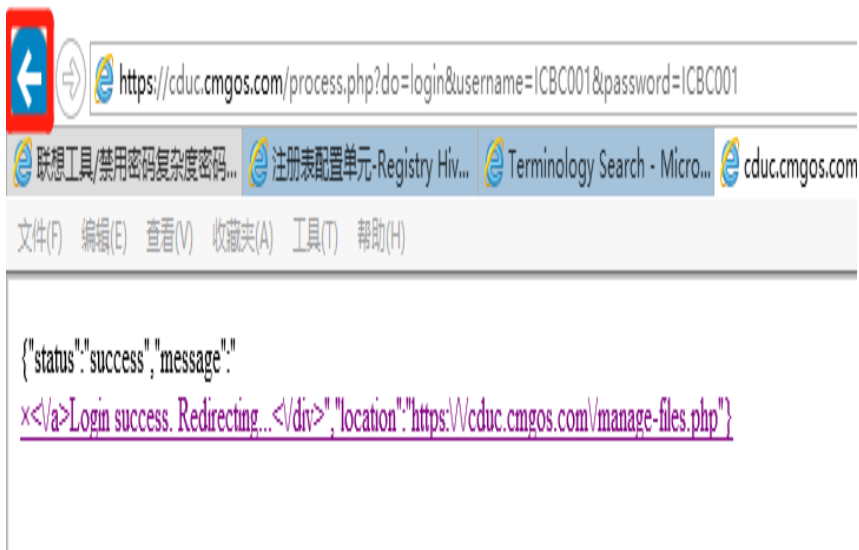 https://cduc.cmgos.com/process.php?do=login&username=ICBC001&password=ICBC001
联想工具/禁用密码复杂度密码... 注册表配置单元-Registry Hiv... Terminology Search - Micro... cduc.cmgos.com
文件(F) 编辑(E) 查看(V) 收藏夹(A) 工具(T) 帮助(H)
{"status":"success","message":"
×<\/a>Login success. Redirecting...<\/div>","location":"https:\/\/cduc.cmgos.com\/manage-files.php"}